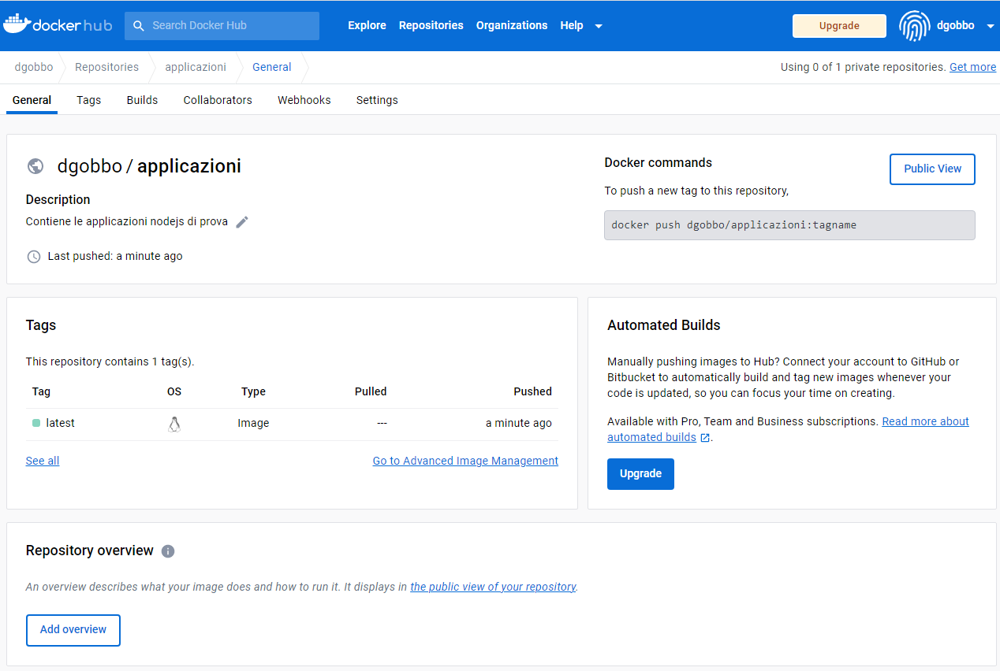 docker hub
Search Docker Hub
Explore Repositories Organizations Help
Upgrade
dgobbo
dgobbo Repositories applicazioni General
Using 0 of 1 private repositories. Get more
General Tags Builds Collaborators Webhooks Settings
dgobbo / applicazioni
Description
Contiene le applicazioni nodejs di prova
Last pushed: a minute ago
Docker commands
Public View
To push a new tag to this repository,
docker push dgobbo/applicazioni:tagname
Tags
This repository contains 1 tag(s).
Tag OS Type Pulled Pushed
latest Image --- a minute ago
See all Go to Advanced Image Management
Automated Builds
Manually pushing images to Hub? Connect your account to GitHub or
Bitbucket to automatically build and tag new images whenever your
code is updated, so you can focus your time on creating.
Available with Pro, Team and Business subscriptions. Read more about
automated builds .
Upgrade
Repository overview
An overview describes what your image does and how to run it. It displays in the public view of your repository.
Add overview